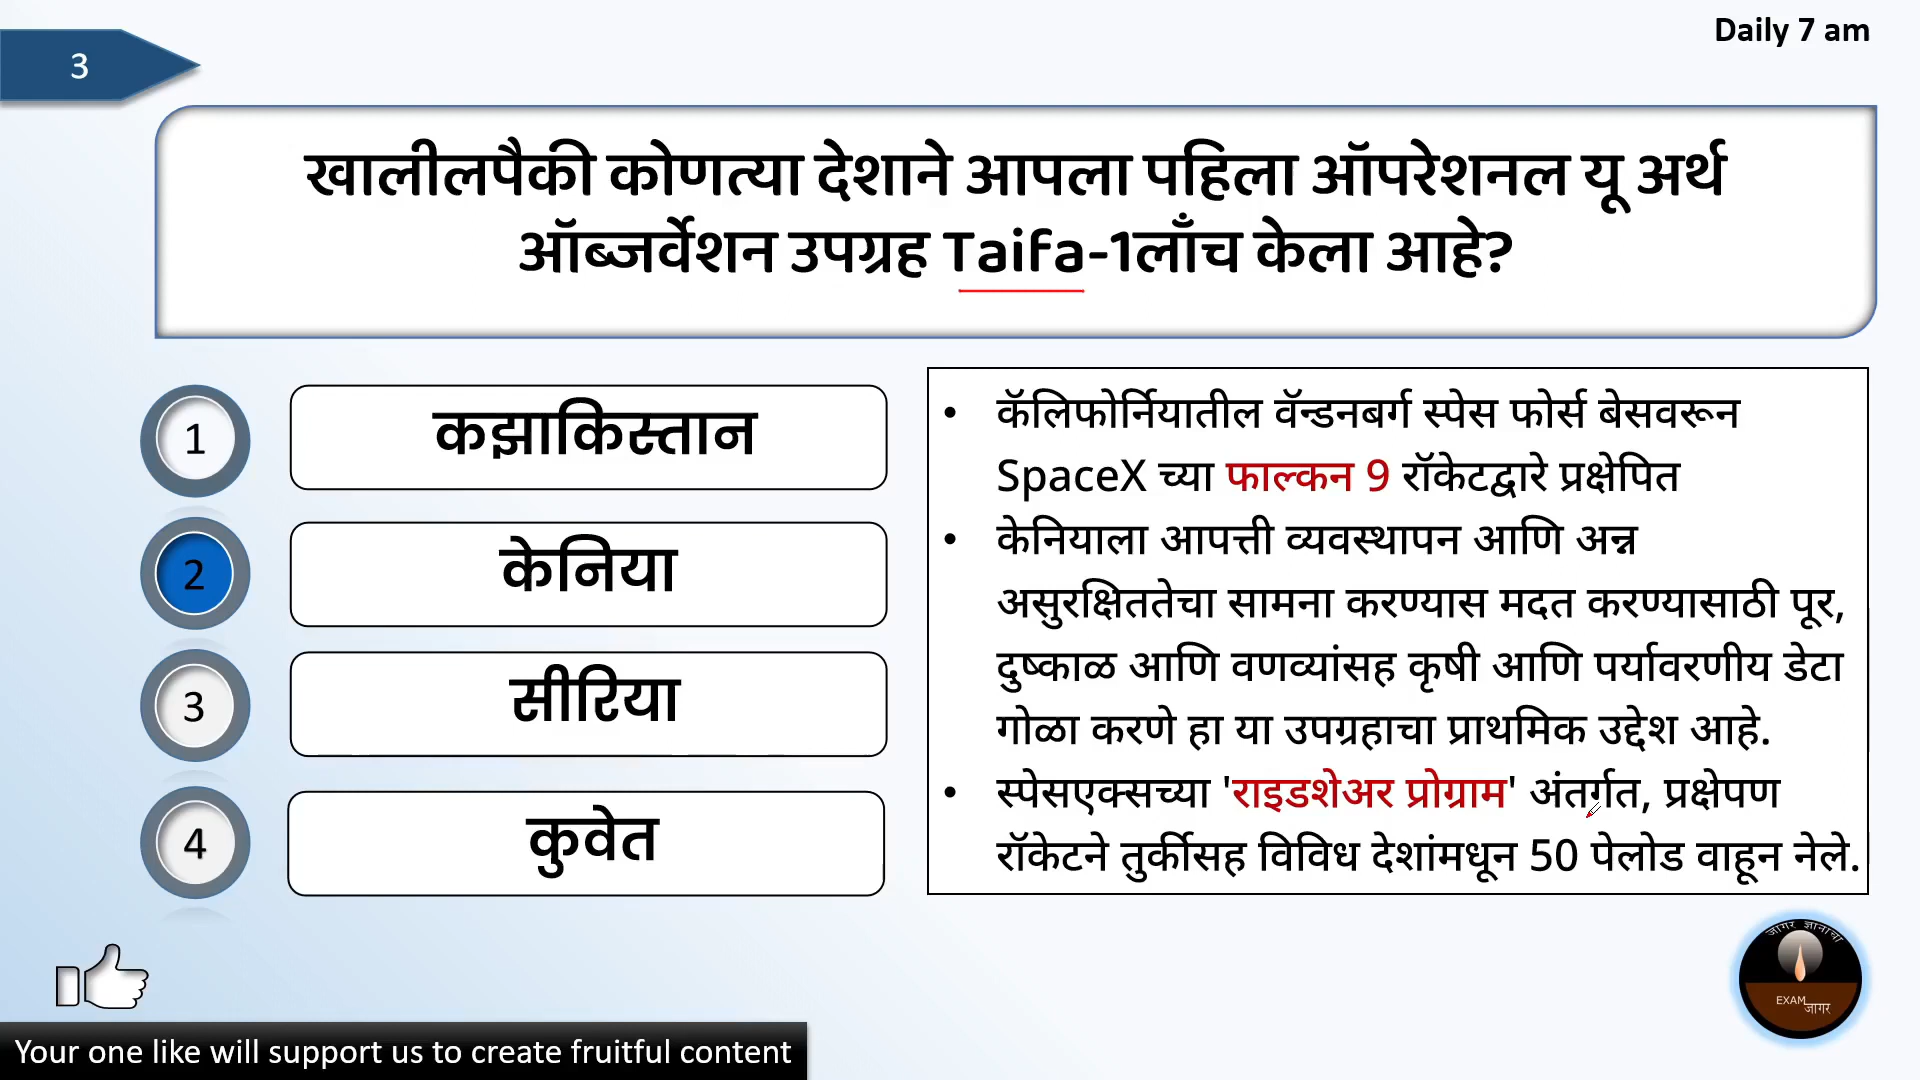 Daily 7 am
3
खालीलपैकी कोणत्या देशाने आपला पहिला ऑपरेशनल यू अर्थ
ऑब्जर्वेशन उपग्रह Taifa-1लाँच केला आहे?
1
कझाकिस्तान
2
केनिया
3
सीरिया
4
कुवेत
• कॅलिफोर्नियातील वॅन्डनबर्ग स्पेस फोर्स बेसवरून
SpaceX च्या फाल्कन 9 रॉकेटद्वारे प्रक्षेपित
• केनियाला आपत्ती व्यवस्थापन आणि अन्न
असुरक्षिततेचा सामना करण्यास मदत करण्यासाठी पूर,
दुष्काळ आणि वणव्यांसह कृषी आणि पर्यावरणीय डेटा
गोळा करणे हा या उपग्रहाचा प्राथमिक उद्देश आहे.
• स्पेसएक्सच्या 'राइडशेअर प्रोग्राम' अंतर्गत, प्रक्षेपण
रॉकेटने तुर्कीसह विविध देशांमधून 50 पेलोड वाहून नेले.
जागर ज्ञानाचा
EXAM
जागर
Your one like will support us to create fruitful content